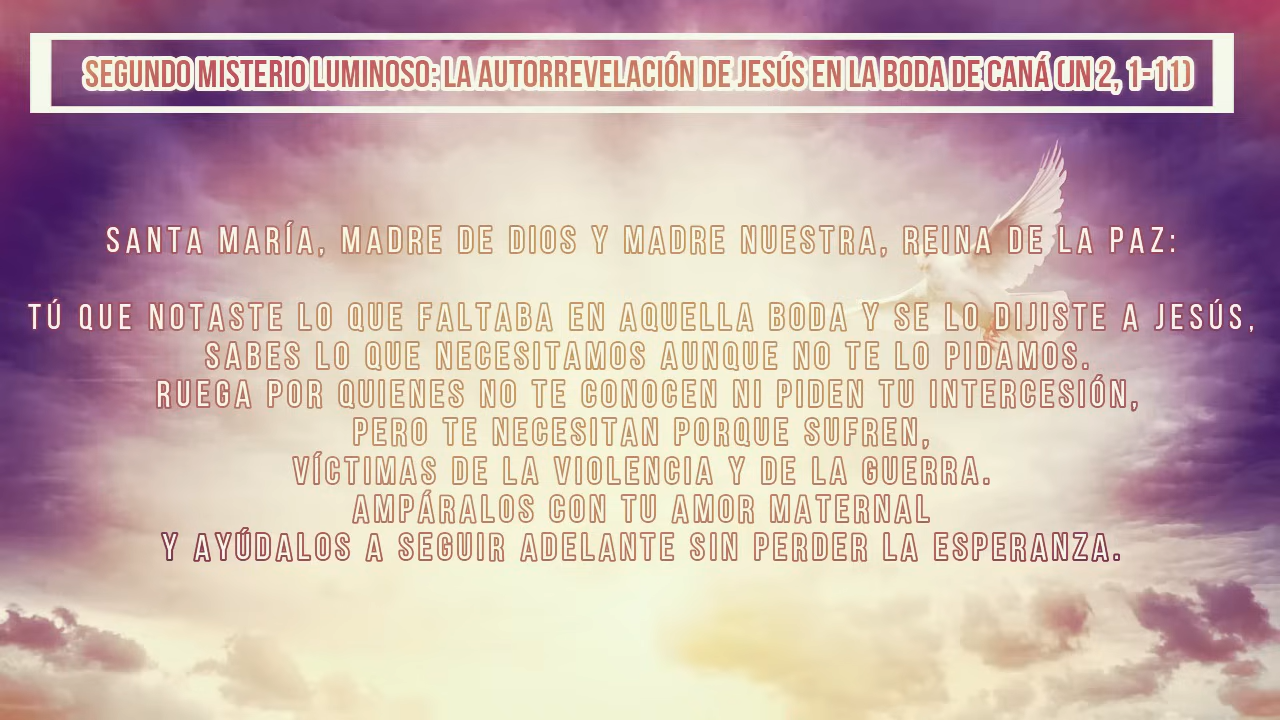 SEGUNDO MISTERIO LUMINOSO: LA AUTORREVELACIÓN DE JESÚS EN LA BODA DE CANÁ (JN 2, 1-11)
SANTA MARÍA, MADRE DE DIOS Y MADRE NUESTRA, REINA DE LA PAZ:
TÚ QUE NOTASTE LO QUE FALTABA EN AQUELLA BODA Y SE LO DIJISTE A JESÚS,
SABES LO QUE NECESITAMOS AUNQUE NO TE LO PIDAMOS.
RUEGA POR QUIENES NO TE CONOCEN NI PIDEN TU INTERCESIÓN,
PERO TE NECESITAN PORQUE SUFREN,
VÍCTIMAS DE LA VIOLENCIA Y DE LA GUERRA.
AMPÁRALOS CON TU AMOR MATERNAL
Y AYÚDALOS A SEGUIR ADELANTE SIN PERDER LA ESPERANZA.